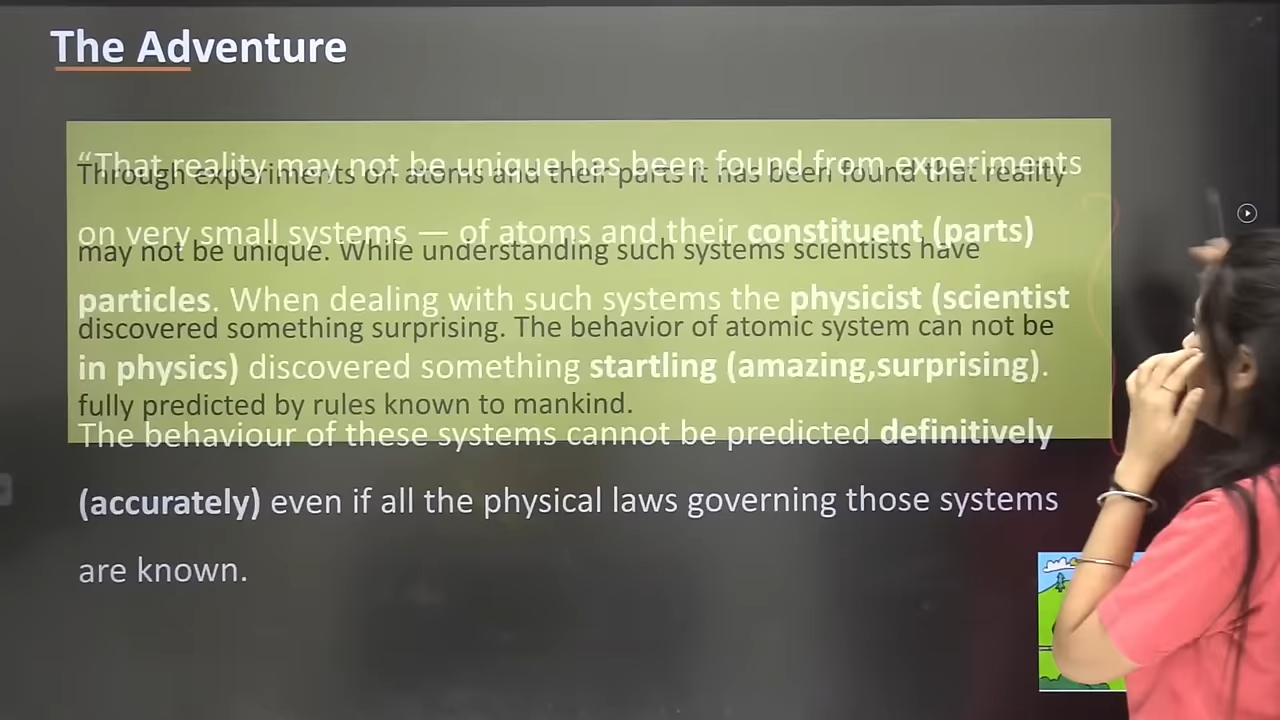 The Adventure
“That reality may not be unique has been found from experiments
Through experiments on atoms and their parts it has been found that reality
on very small systems — of atoms and their constituent (parts)
may not be unique. While understanding such systems scientists have
particles. When dealing with such systems the physicist (scientist
discovered something surprising. The behavior of atomic system can not be
in physics) discovered something startling (amazing,surprising).
fully predicted by rules known to mankind.
The behaviour of these systems cannot be predicted definitively
(accurately) even if all the physical laws governing those systems
are known.